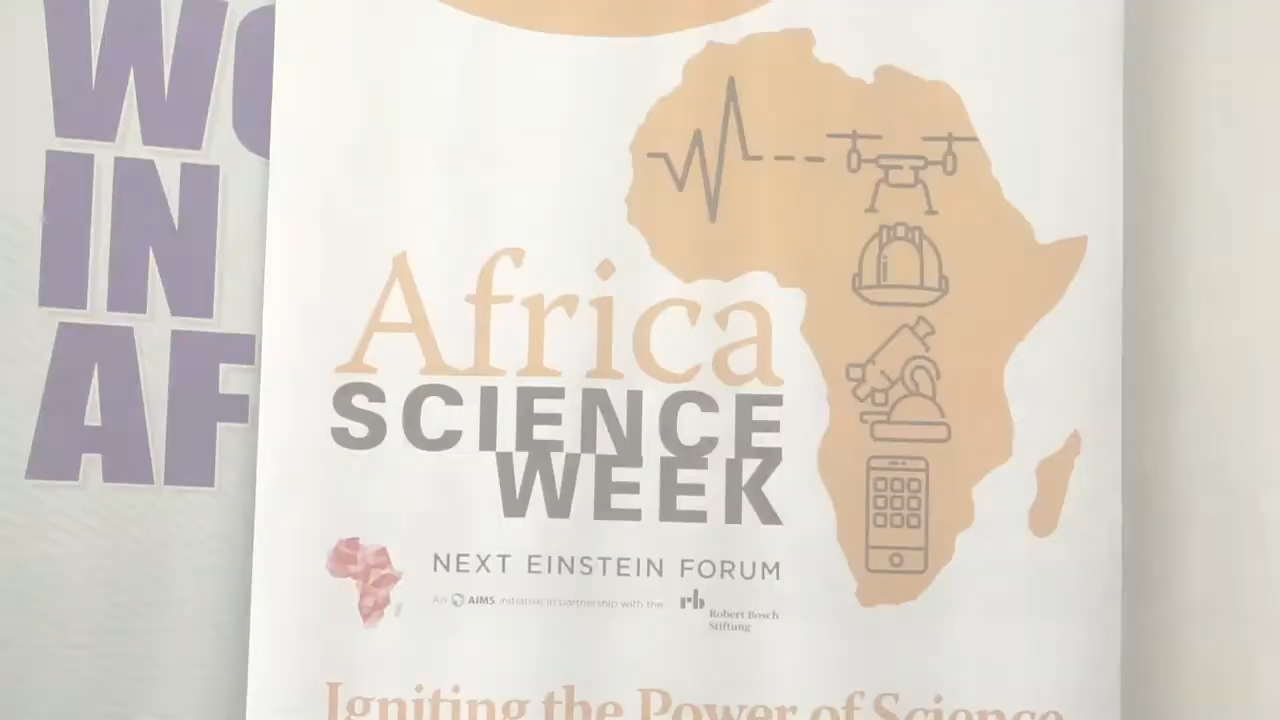 IN
AF
Africa
SCIENCE
WEEK
NEXT EINSTEIN FORUM
An AIMS initiative in partnership with the
rb
Robert Bosch
Stiftung
Igniting the Power of Science